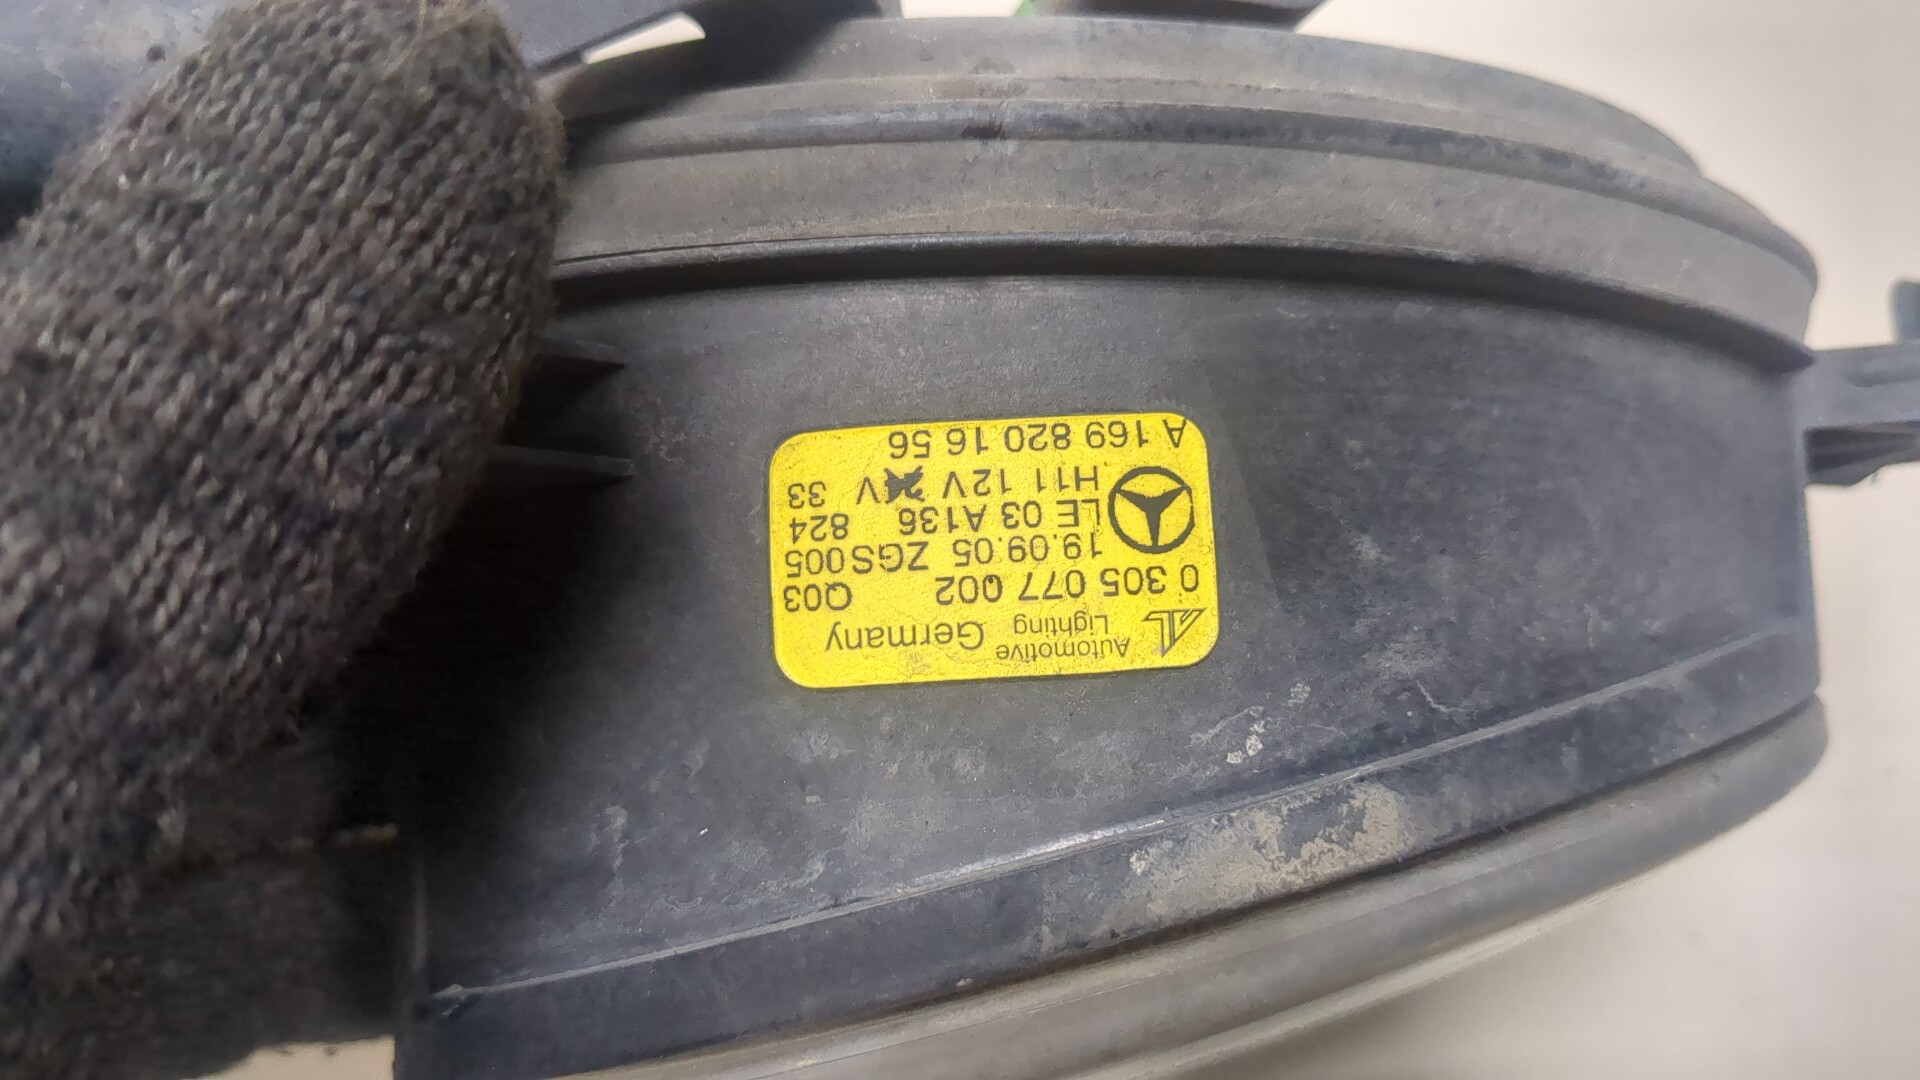 Automotive Lighting Germany
0 305 077 002 Q03
19.09.05 ZGS005
LE 03 A136 824
H11 12V V 33
A 169 820 16 56